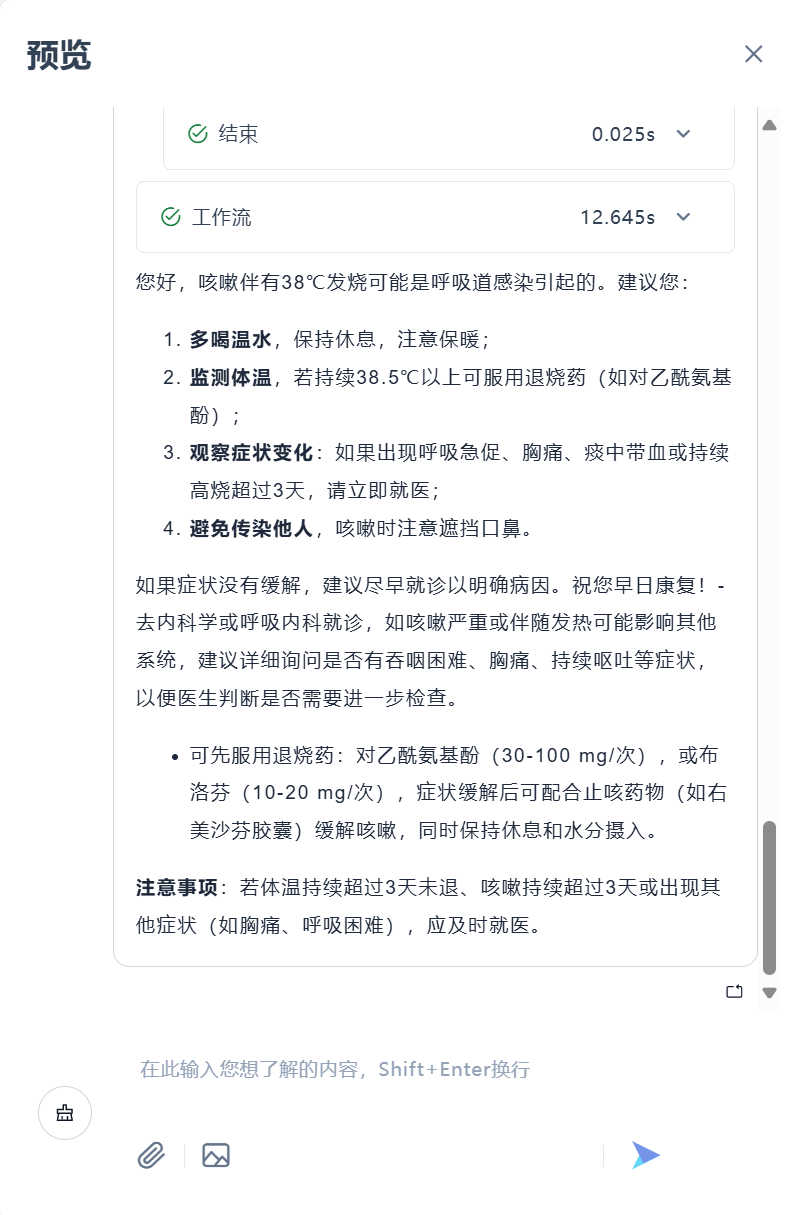 预览
结束 0.025s
工作流 12.645s
您好，咳嗽伴有38℃发烧可能是呼吸道感染引起的。建议您：
1. 多喝温水，保持休息，注意保暖；
2. 监测体温，若持续38.5℃以上可服用退烧药（如对乙酰氨基
酚）；
3. 观察症状变化：如果出现呼吸急促、胸痛、痰中带血或持续
高烧超过3天，请立即就医；
4. 避免传染他人，咳嗽时注意遮挡口鼻。
如果症状没有缓解，建议尽早就诊以明确病因。祝您早日康复！-
去内科学或呼吸内科就诊，如咳嗽严重或伴随发热可能影响其他
系统，建议详细询问是否有吞咽困难、胸痛、持续呕吐等症状，
以便医生判断是否需要进一步检查。
• 可先服用退烧药：对乙酰氨基酚（30-100 mg/次），或布
洛芬（10-20 mg/次），症状缓解后可配合止咳药物（如右
美沙芬胶囊）缓解咳嗽，同时保持休息和水分摄入。
注意事项：若体温持续超过3天未退、咳嗽持续超过3天或出现其
他症状（如胸痛、呼吸困难），应及时就医。
在此输入您想了解的内容，Shift+Enter换行